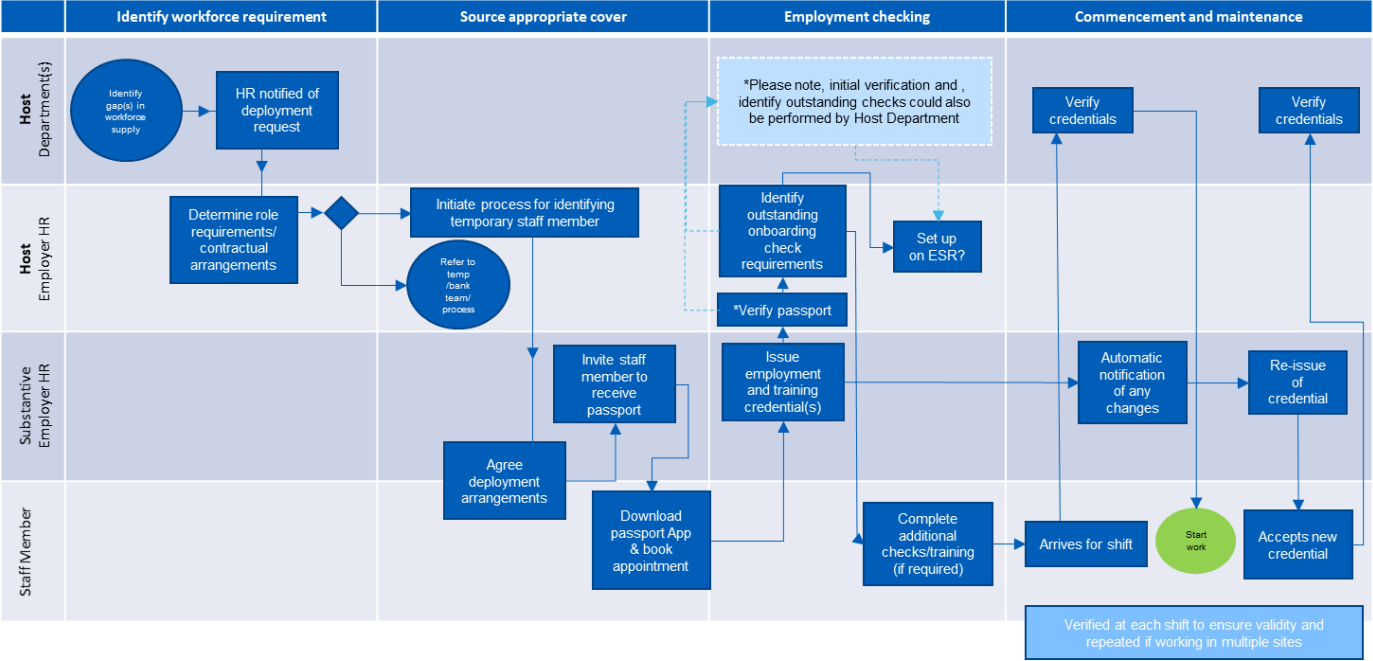 Identify workforce requirement
Source appropriate cover
Employment checking
Commencement and maintenance
Host
Department(s)
Identify
gap(s) in
workforce
supply
HR notified of
deployment
request
*Please note, initial verification and ,
identify outstanding checks could also
be performed by Host Department
Verify
credentials
Verify
credentials
Host
Employer HR
Determine role
requirements/
contractual
arrangements
Initiate process for identifying
temporary staff member
Refer to
temp
/bank
team/
process
Identify
outstanding
onboarding
check
requirements
Set up
on ESR?
*Verify passport
Substantive
Employer HR
Invite staff
member to
receive
passport
Agree
deployment
arrangements
Issue
employment
and training
credential(s)
Automatic
notification
of any
changes
Re-issue
of
credential
Staff Member
Download
passport App
& book
appointment
Complete
additional
checks/training
(if required)
Arrives for shift
Start
work
Accepts new
credential
Verified at each shift to ensure validity and
repeated if working in multiple sites